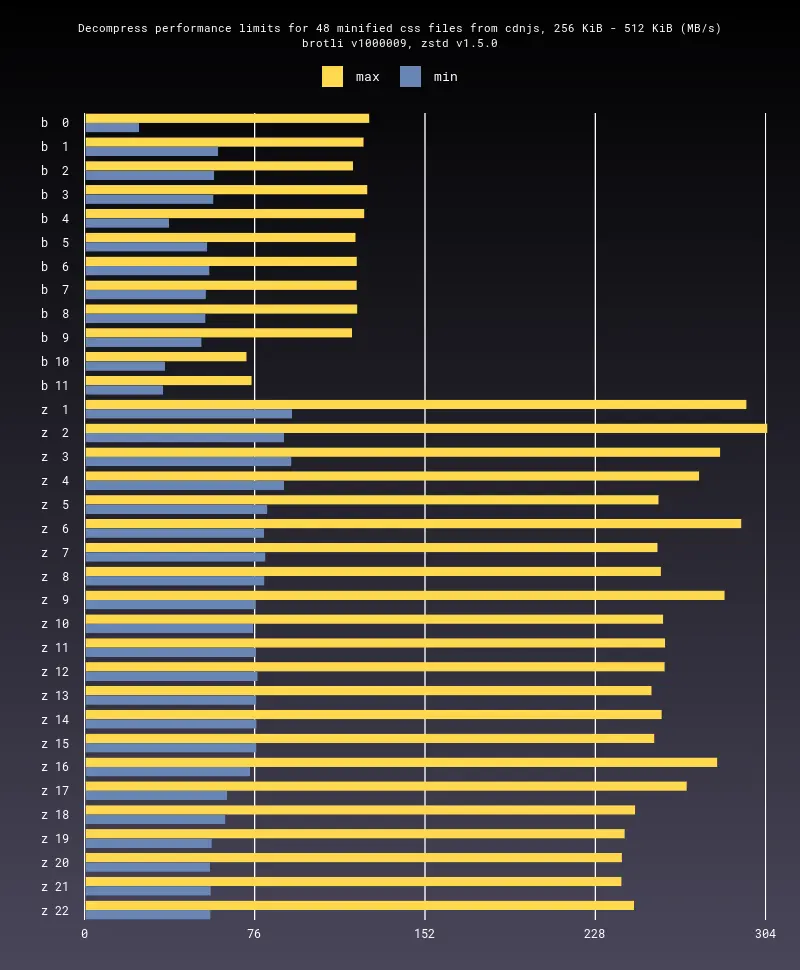 Decompress performance limits for 48 minified css files from cdnjs, 256 KiB - 512 KiB (MB/s)
brotli v1000009, zstd v1.5.0
max min
b 0
b 1
b 2
b 3
b 4
b 5
b 6
b 7
b 8
b 9
b 10
b 11
z 1
z 2
z 3
z 4
z 5
z 6
z 7
z 8
z 9
z 10
z 11
z 12
z 13
z 14
z 15
z 16
z 17
z 18
z 19
z 20
z 21
z 22
0 76 152 228 304